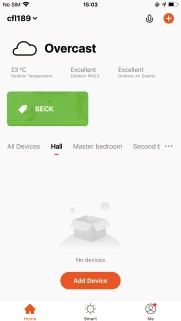 No SIM
15:03
cfl189
Overcast
23 °C Excellent Excellent
Outdoor Temperature Outdoor PM2.5 Outdoor Air Quality
BECK
All Devices Hall Master bedroom Second b
No devices
Add Device
Home Smart Me